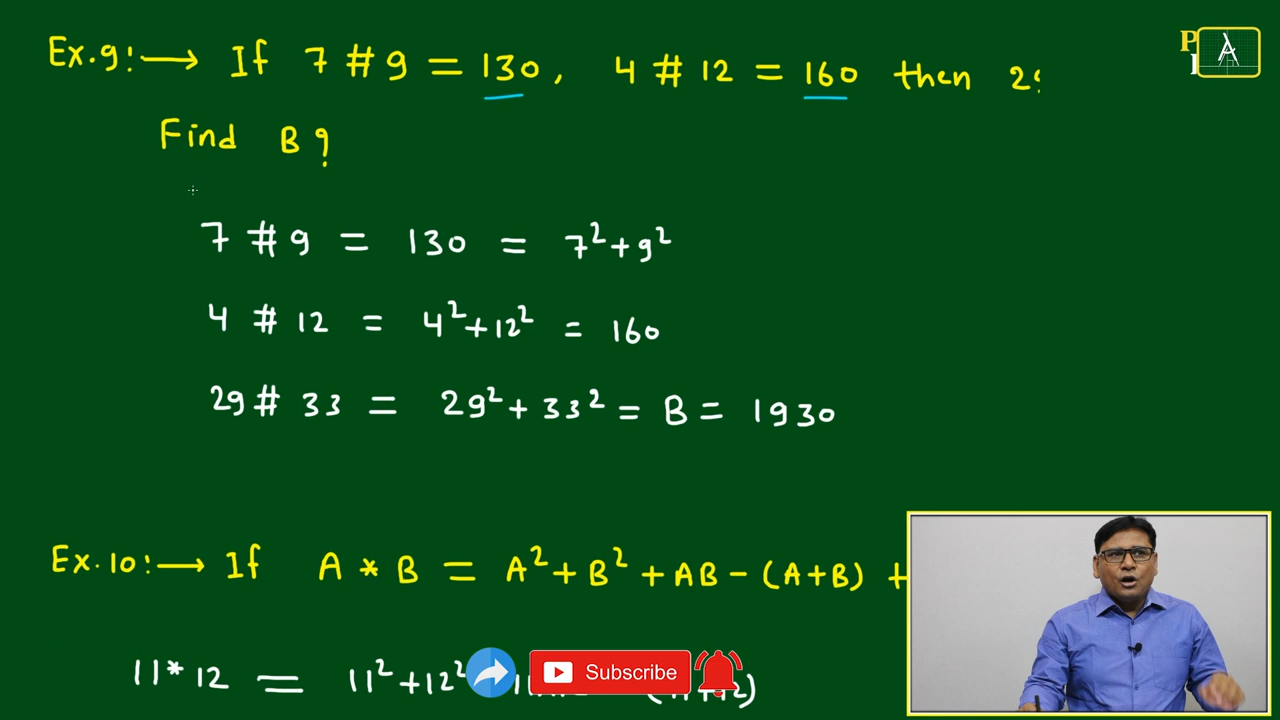 Ex.9:→ If 7 # 9 = 130, 4 # 12 = 160 then
Find B?
7 # 9 = 130 = 7² + 9²
4 # 12 = 4² + 12² = 160
29 # 33 = 29² + 33² = B = 1930
Ex.10:→ If A * B = A² + B² + AB - (A+B) +
11 * 12 = 11² + 12²
Subscribe